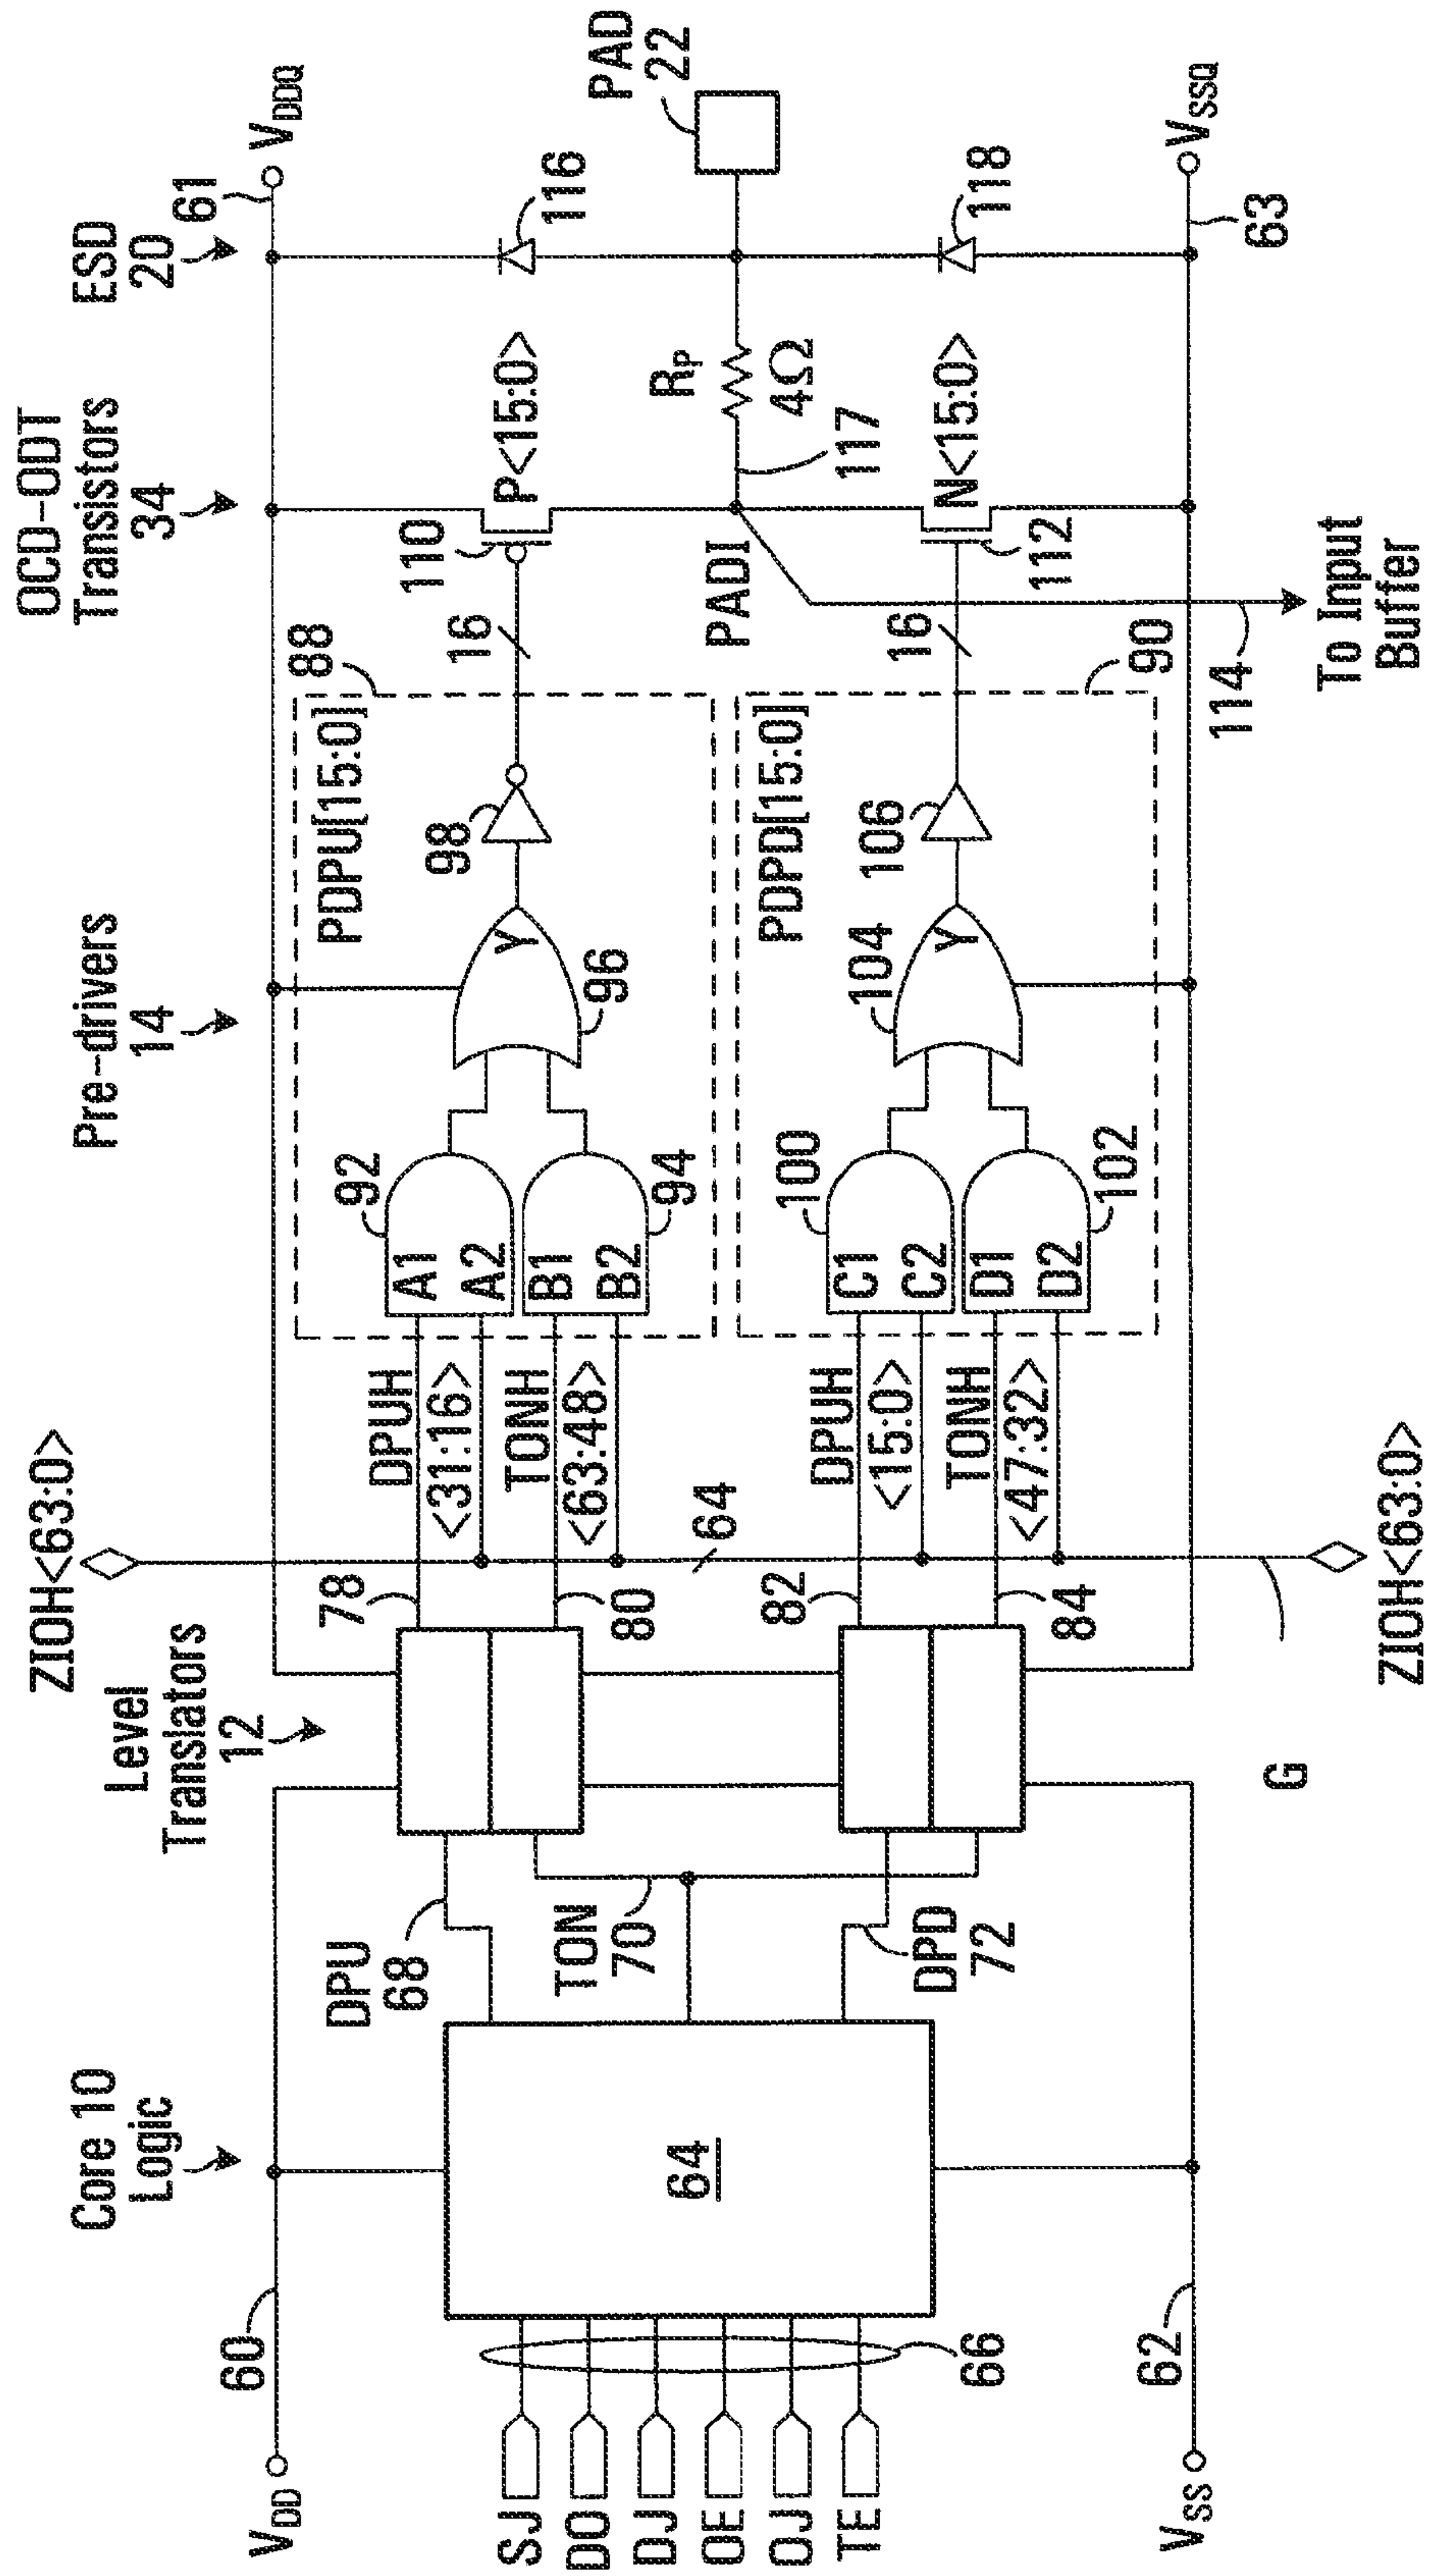 Core 10
Logic
Level
Translators
12
Pre-drivers
14
OCD-ODT
Transistors
34
ESD
20
VDD
60
61
VDDQ
ZIOH<63:0>
SJ
DO
DJ
OE
OJ
TE
66
64
DPU
68
TON
70
DPD
72
78
80
82
84
DPUH
<31:16>
TONH
<63:48>
64
DPUH
<15:0>
TONH
<47:32>
88
PDPU[15:0]
92
A1
A2
B1
B2
94
Y
96
98
16
PDPD[15:0]
100
C1
C2
D1
D2
102
104
Y
106
16
90
110
P<15:0>
PADI
117
RP
4Ω
N<15:0>
112
116
118
PAD
22
VSS
62
63
VSSQ
G
ZIOH<63:0>
114
To Input
Buffer